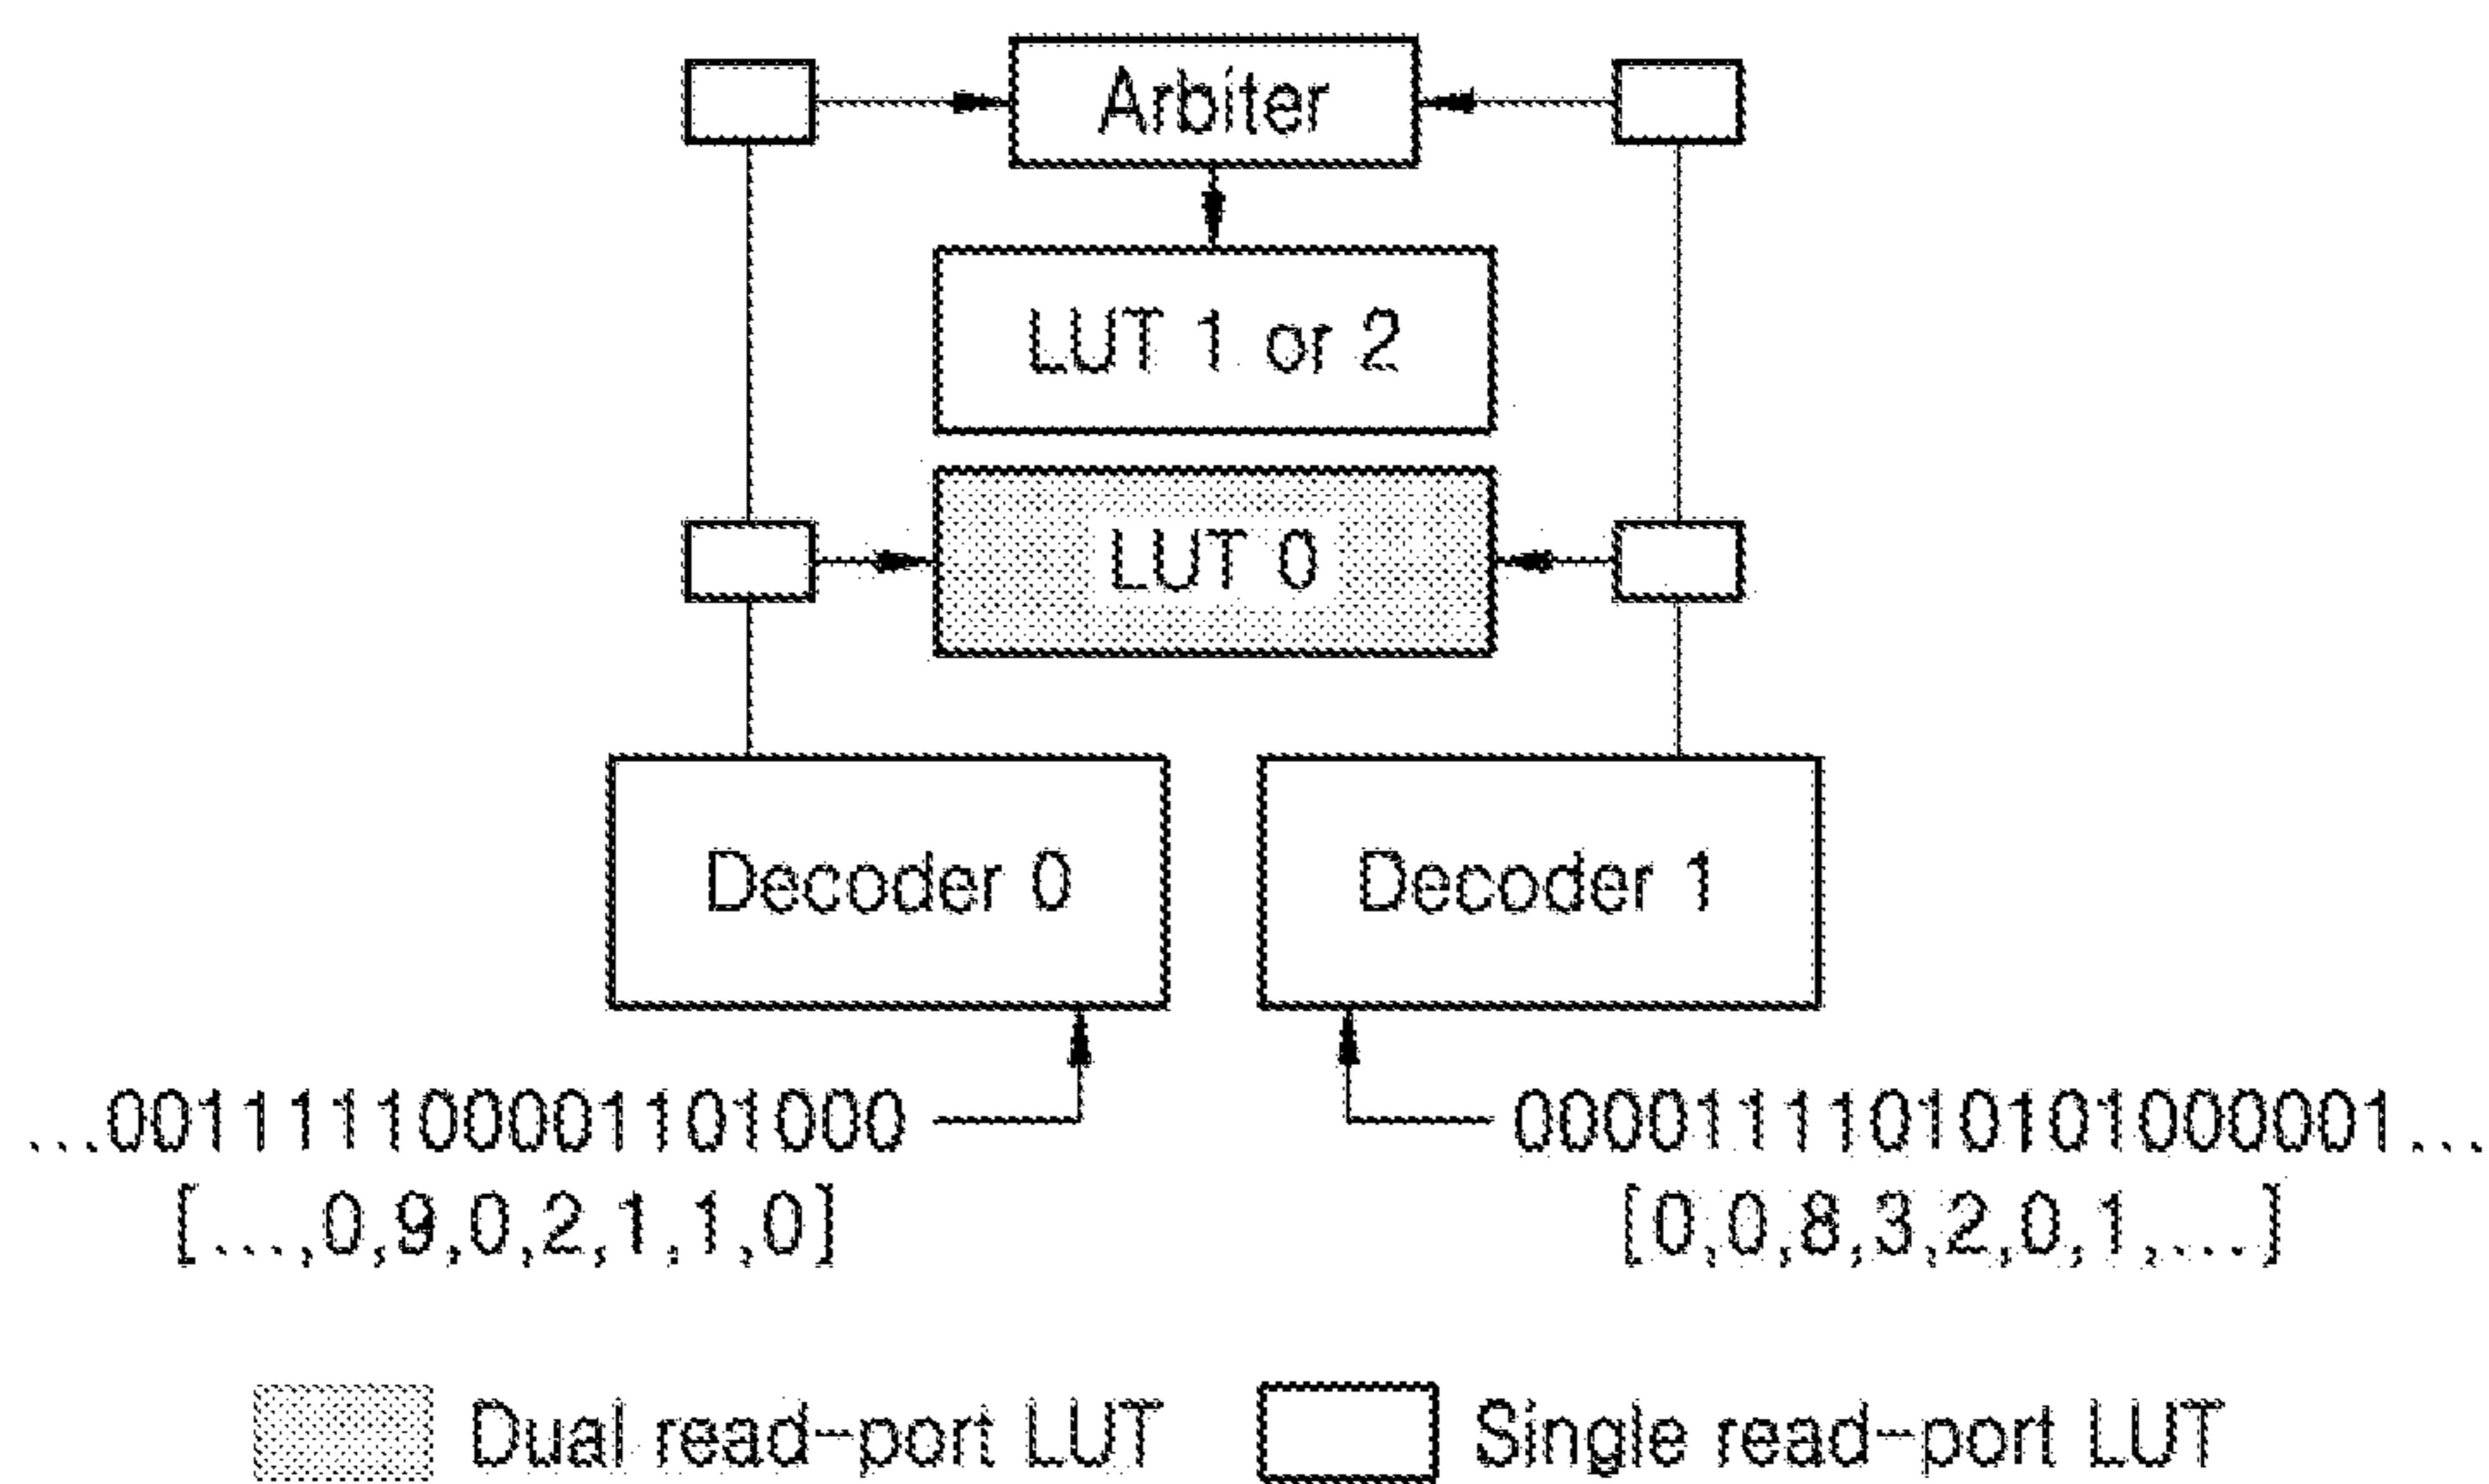 Arbiter
LUT 1 or 2
LUT 0
Decoder 0
Decoder 1
...001111100001101000
00001111010101000001...
[...,0,9,0,2,1,1,0]
[0,0,8,3,2,0,1,...]
Dual read-port LUT
Single read-port LUT